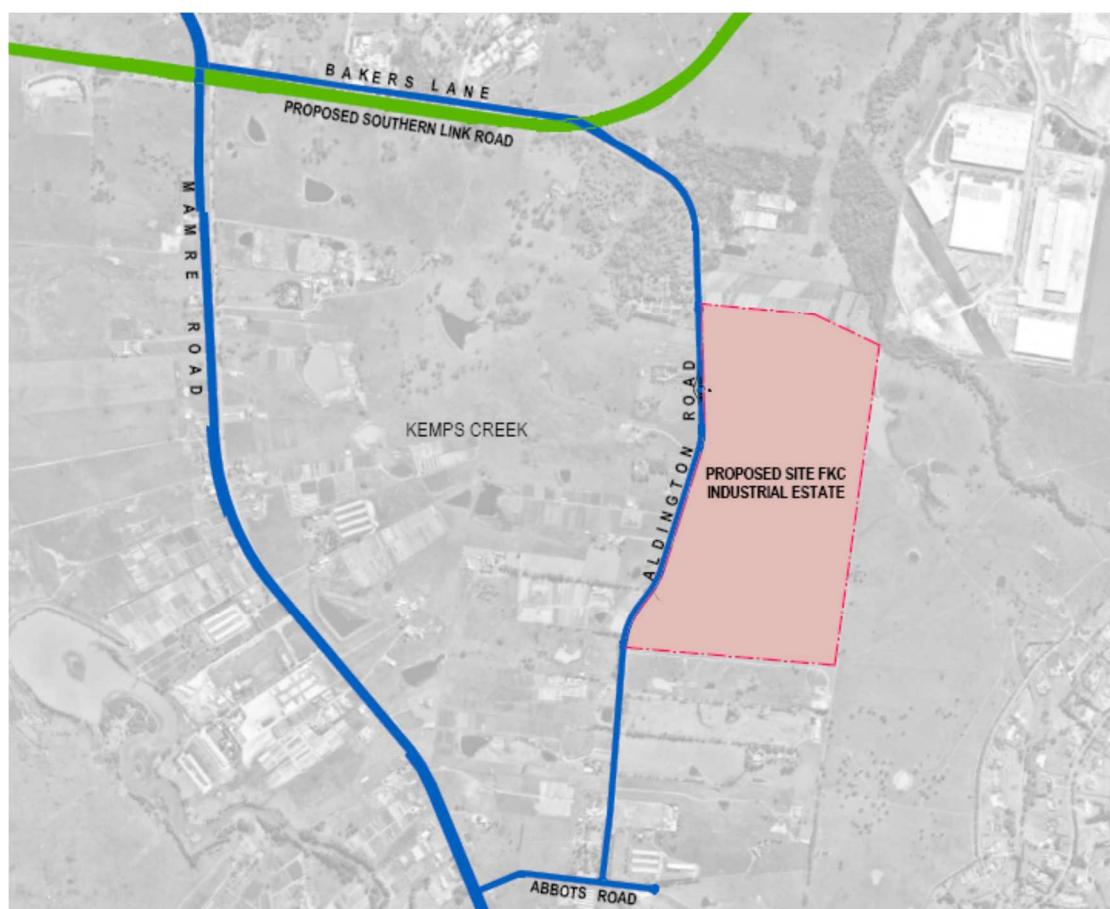 BAKERS LANE
PROPOSED SOUTHERN LINK ROAD
MAMRE ROAD
KEMPS CREEK
ALDINGTON ROAD
PROPOSED SITE FKC
INDUSTRIAL ESTATE
ABBOTS ROAD